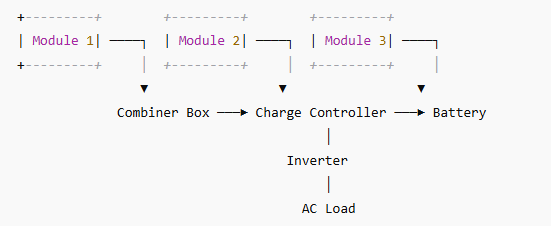 Module 1 Module 2 Module 3
Combiner Box Charge Controller Battery
Inverter
AC Load